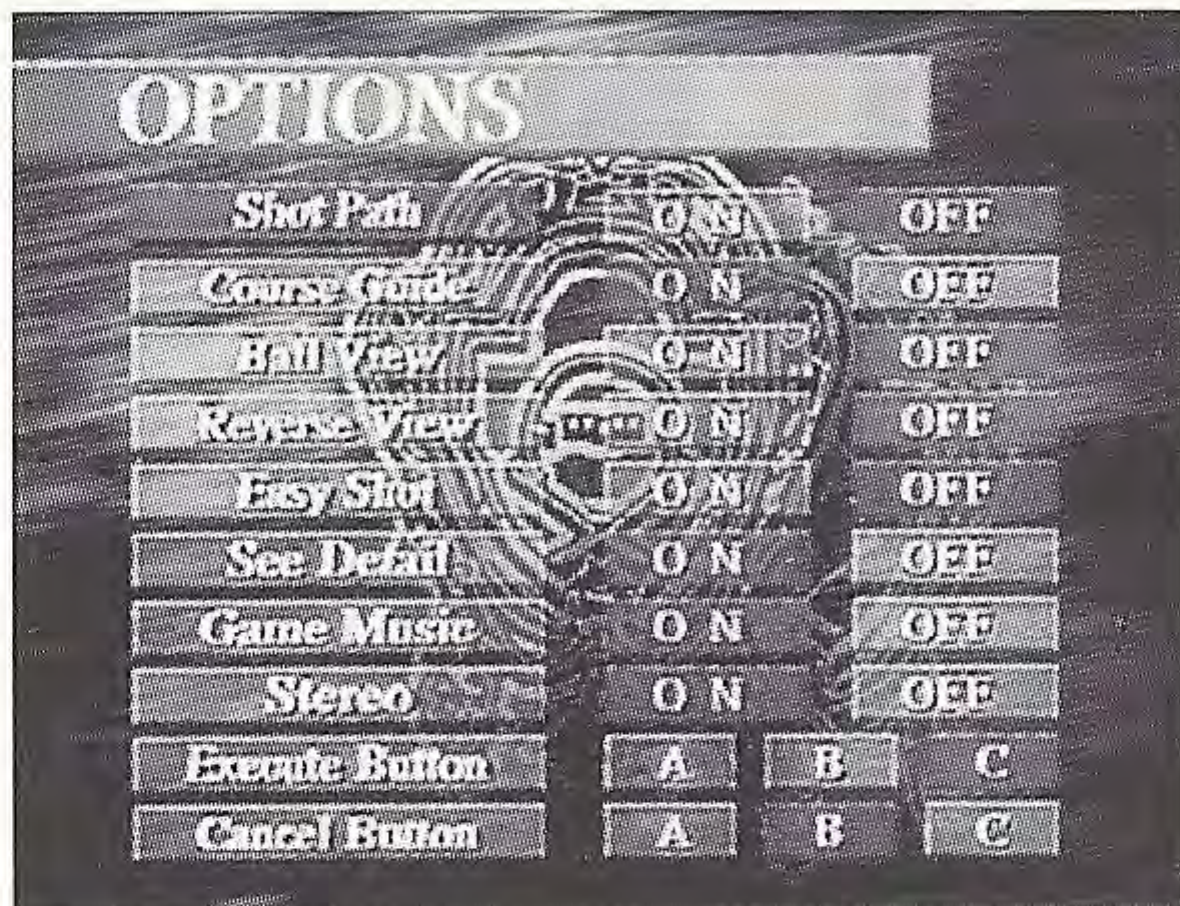 OPTIONS
Shot Path ON OFF
Course Guide ON OFF
Ball View ON OFF
Reverse View ON OFF
Easy Shot ON OFF
See Detail ON OFF
Game Music ON OFF
Stereo ON OFF
Execute Button A B C
Cancel Button A B C